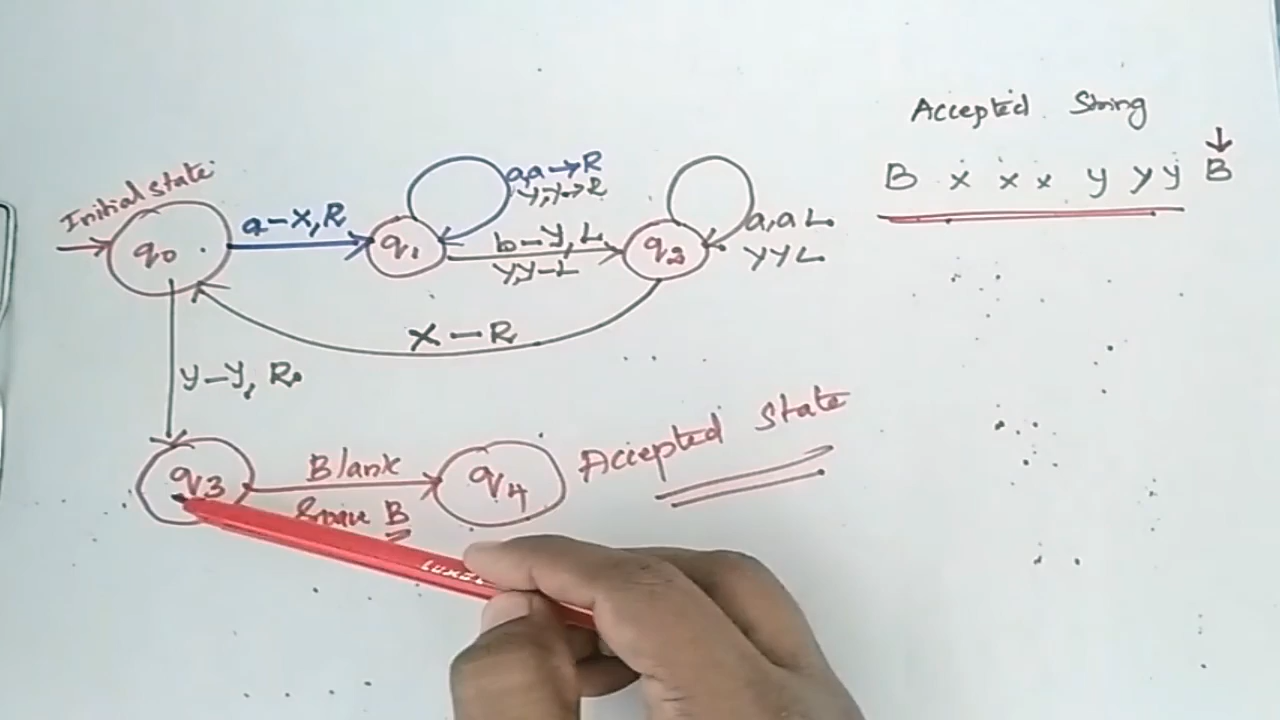 Accepted String
B x x x y y y B
Initial state
q0
a - x, R
q1
a,a → R
y,y → R
b - y, L
y,y - L
q2
a,a L
y y L
x - R
y - y, R
q3
Blank
B
q4
Accepted State